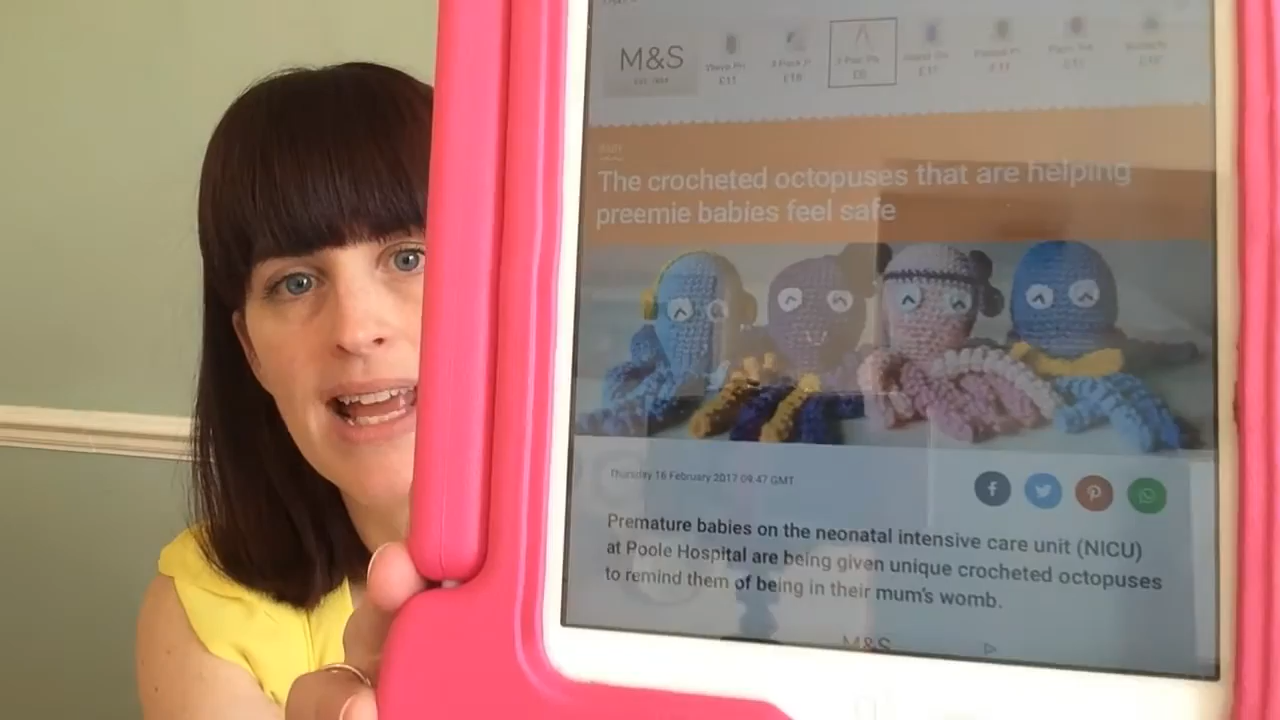 M&S
£11
£18
The crocheted octopuses that are helping
preemie babies feel safe
Thursday 16 February 2017 09:47 GMT
Premature babies on the neonatal intensive care unit (NICU)
at Poole Hospital are being given unique crocheted octopuses
to remind them of being in their mum's womb.
M&S